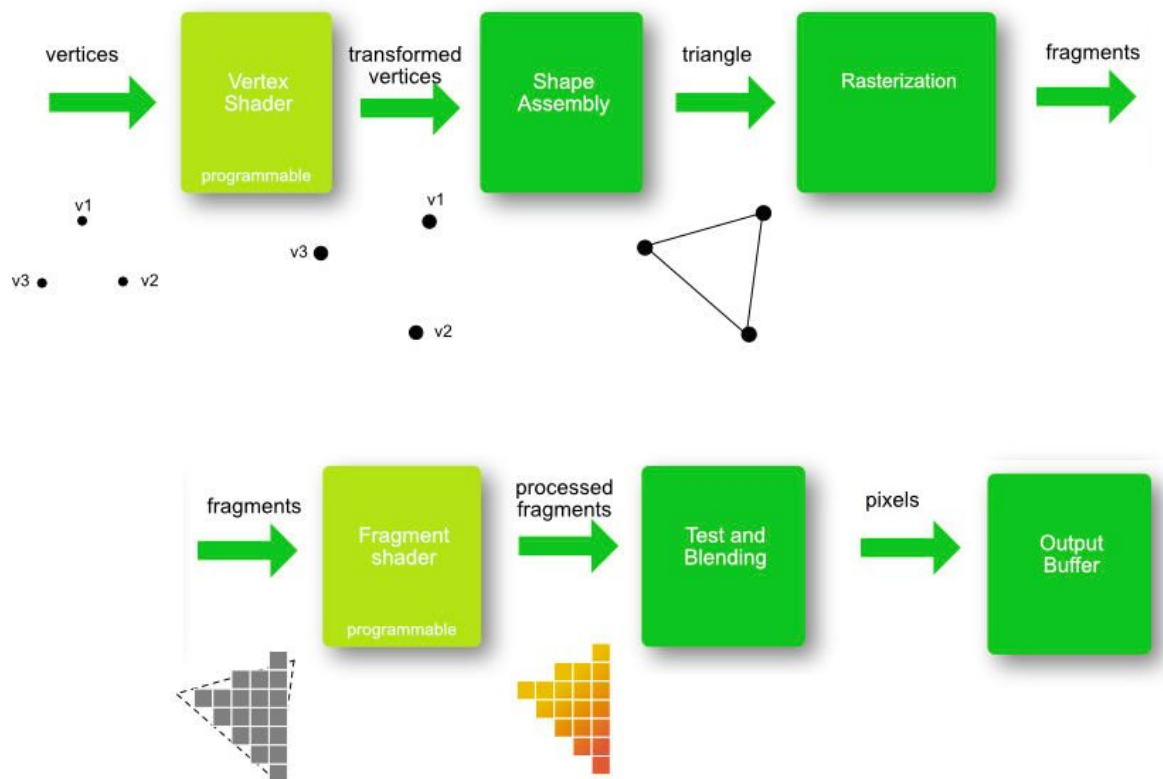 vertices
Vertex
Shader
programmable
transformed
vertices
Shape
Assembly
triangle
Rasterization
fragments
v1
v3
v2
v1
v3
v2
fragments
Fragment
shader
programmable
processed
fragments
Test and
Blending
pixels
Output
Buffer